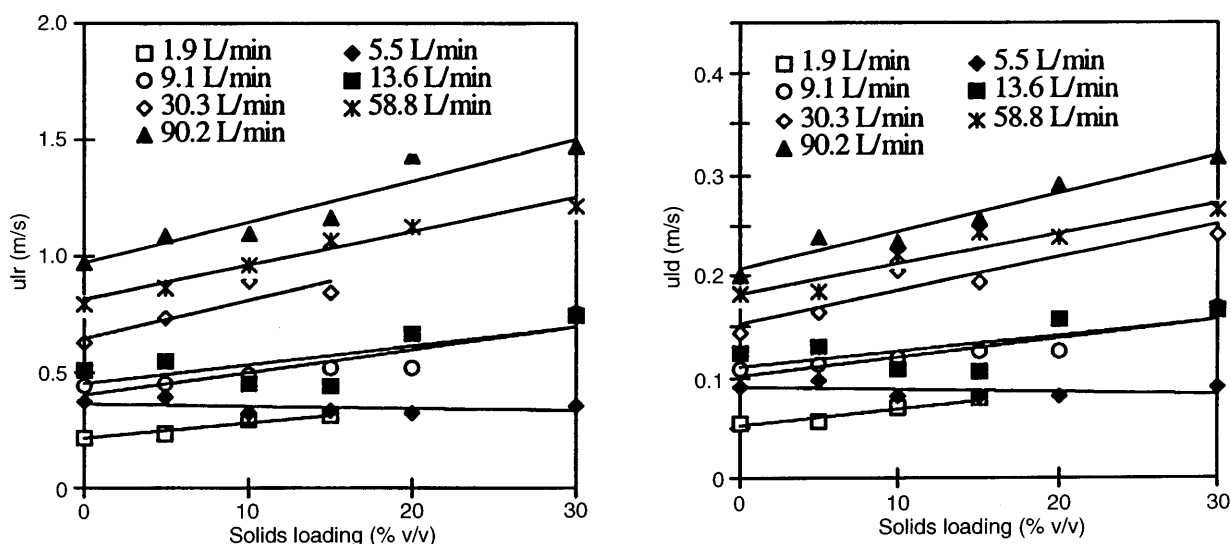 2.0
1.5
1.0
0.5
0
ulr (m/s)
1.9 L/min
5.5 L/min
9.1 L/min
13.6 L/min
30.3 L/min
58.8 L/min
90.2 L/min
0
10
20
30
Solids loading (% v/v)
0.4
0.3
0.2
0.1
0
uld (m/s)
1.9 L/min
5.5 L/min
9.1 L/min
13.6 L/min
30.3 L/min
58.8 L/min
90.2 L/min
0
10
20
30
Solids loading (% v/v)